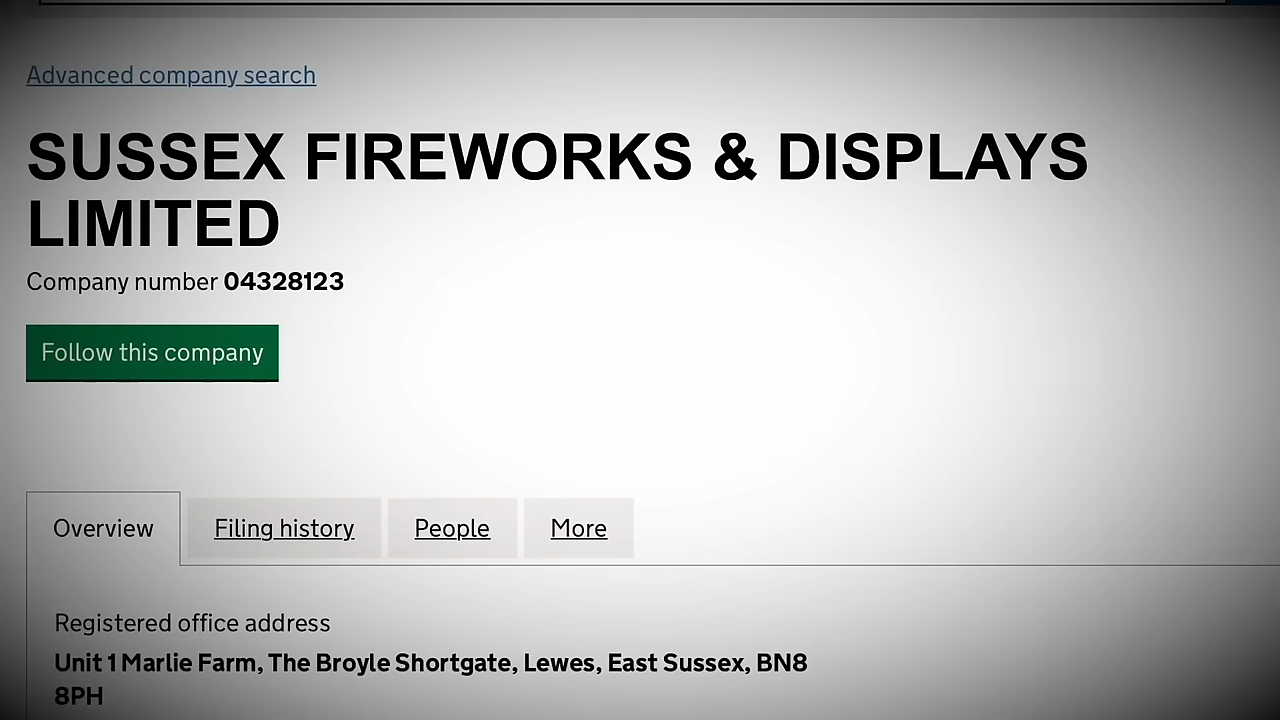 Advanced company search
SUSSEX FIREWORKS & DISPLAYS
LIMITED
Company number 04328123
Follow this company
Overview
Filing history
People
More
Registered office address
Unit 1 Marlie Farm, The Broyle Shortgate, Lewes, East Sussex, BN8
8PH